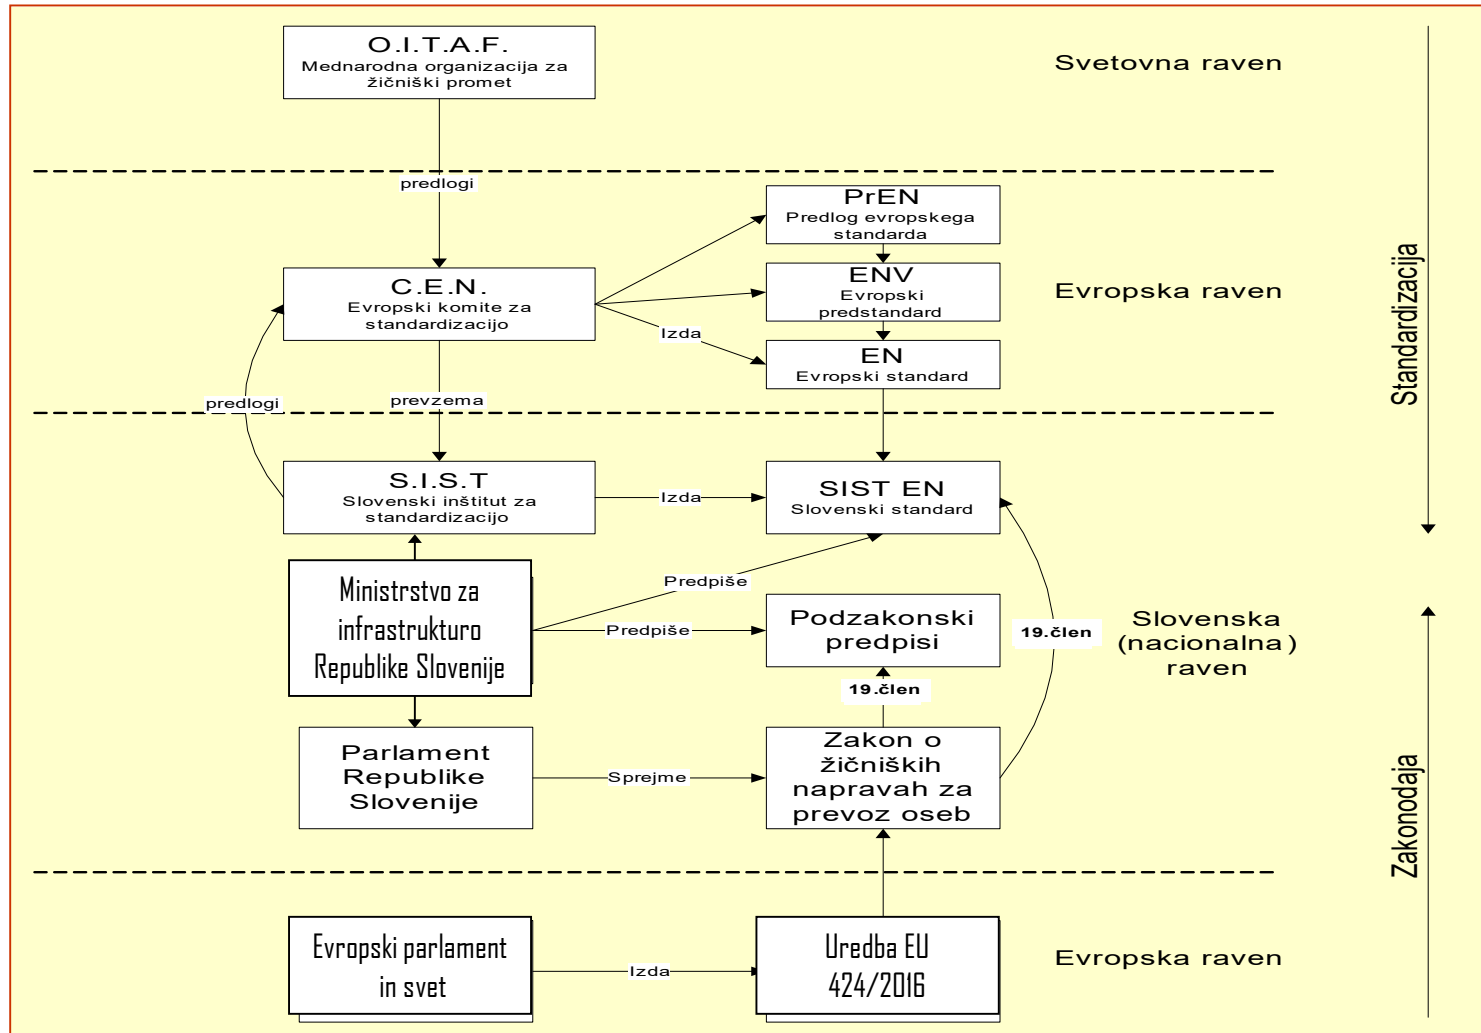 O.I.T.A.F.
Mednarodna organizacija za
žičniški promet
Svetovna raven
predlogi
PrEN
Predlog evropskega
standarda
C.E.N.
Evropski komite za
standardizacijo
ENV
Evropski
predstandard
Evropska raven
Izda
EN
Evropski standard
predlogi
prevzema
Standardizacija
S.I.S.T
Slovenski inštitut za
standardizacijo
Izda
SIST EN
Slovenski standard
Ministrstvo za
infrastrukturo
Republike Slovenije
Predpiše
Predpiše
Podzakonski
predpisi
19.člen
Slovenska
(nacionalna)
raven
19.člen
Parlament
Republike
Slovenije
Sprejme
Zakon o
žičniških
napravah za
prevoz oseb
Zakonodaja
Evropski parlament
in svet
Izda
Uredba EU
424/2016
Evropska raven